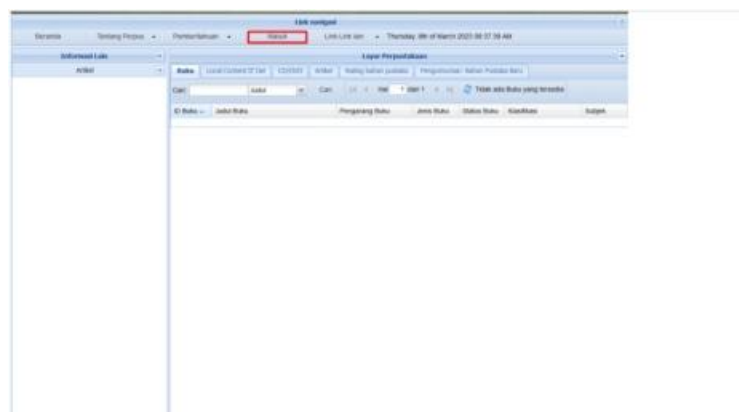 Link navigasi
Beranda Tentang Perpus Pemberitahuan Masuk Link-Link lain Thursday, 9th of March 2023 08:37:39 AM
Informasi Lain
Layar Perpustakaan
Artikel
Buku Local Content CD/DVD Artikel Rating bahan pustaka Pengumuman Bahan Pustaka Baru
Cari: Judul Cari Hal 1 dari 1 Tidak ada Buku yang tersedia
ID Buku Judul Buku Pengarang Buku Jenis Buku Status Buku Klasifikasi Subjek